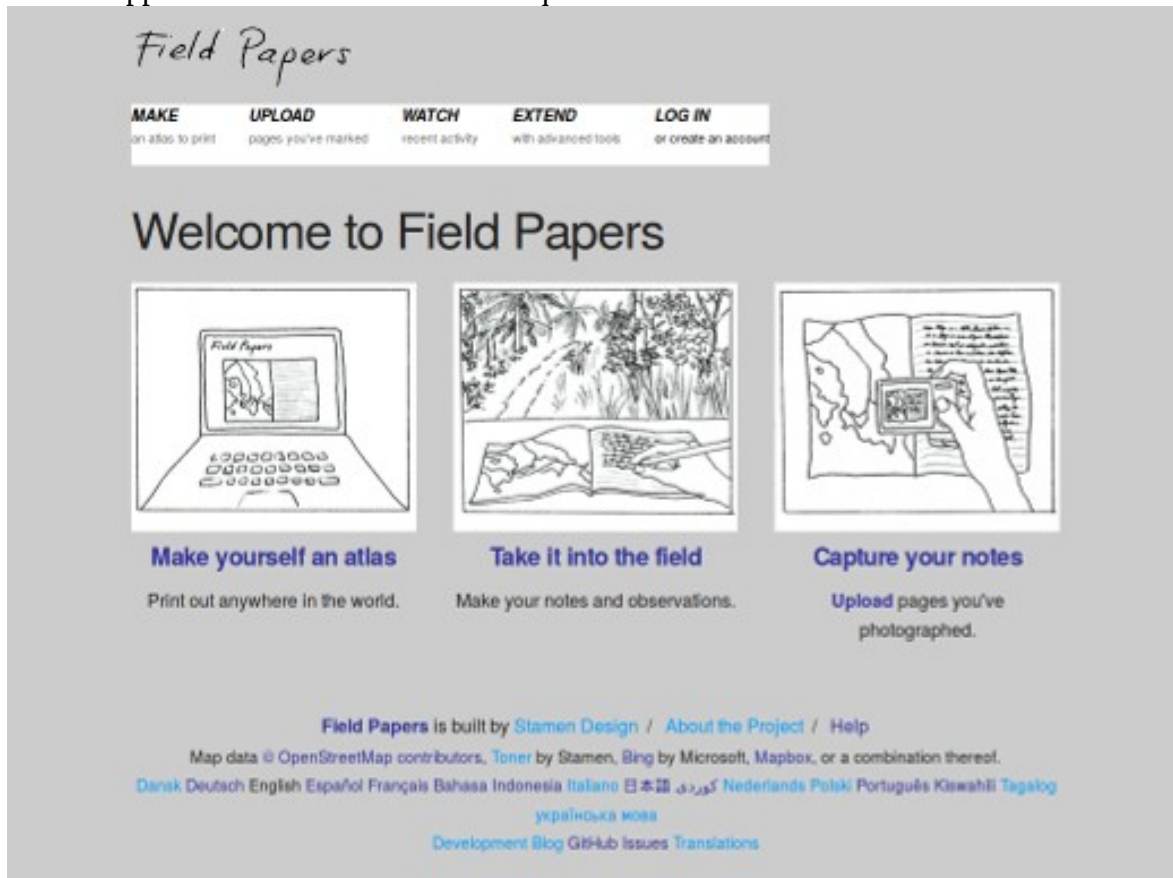 Field Papers
MAKE UPLOAD WATCH EXTEND LOG IN
an atlas to print pages you've marked recent activity with advanced tools or create an account
Welcome to Field Papers
Field Papers
Make yourself an atlas Take it into the field Capture your notes
Print out anywhere in the world. Make your notes and observations. Upload pages you've
photographed.
Field Papers is built by Stamen Design / About the Project / Help
Map data © OpenStreetMap contributors, Toner by Stamen, Bing by Microsoft, Mapbox, or a combination thereof.
Dansk Deutsch English Español Français Bahasa Indonesia Italiano 日本語 كوردی Nederlands Polski Português Kiswahili Tagalog
українська мова
Development Blog GitHub Issues Translations